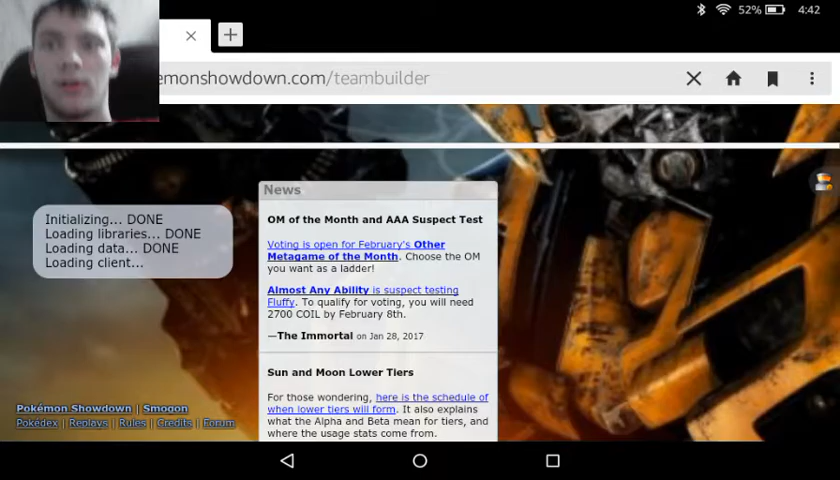 52% 4:42
emonshowdown.com/teambuilder
News
Initializing... DONE
Loading libraries... DONE
Loading data... DONE
Loading client...
OM of the Month and AAA Suspect Test
Voting is open for February's Other
Metagame of the Month. Choose the OM
you want as a ladder!
Almost Any Ability is suspect testing
Fluffy. To qualify for voting, you will need
2700 COIL by February 8th.
—The Immortal on Jan 28, 2017
Sun and Moon Lower Tiers
For those wondering, here is the schedule of
when lower tiers will form. It also explains
what the Alpha and Beta mean for tiers, and
where the usage stats come from.
Pokémon Showdown | Smogon
Pokédex | Replays | Rules | Credits | Forum